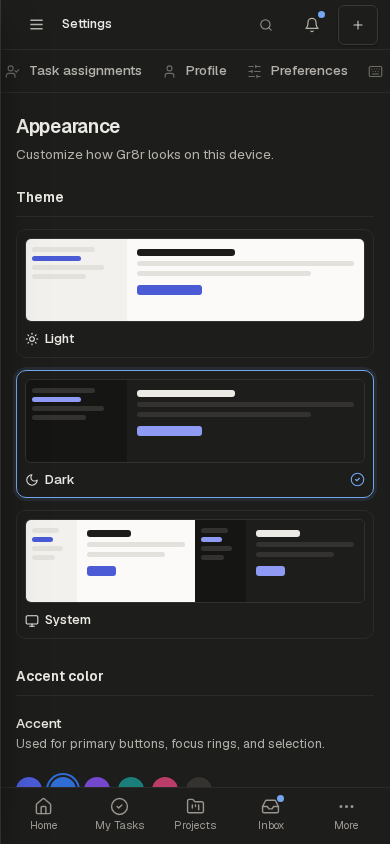 Settings
Task assignments
Profile
Preferences
Appearance
Customize how Gr8r looks on this device.
Theme
Light
Dark
System
Accent color
Accent
Used for primary buttons, focus rings, and selection.
Home
My Tasks
Projects
Inbox
More